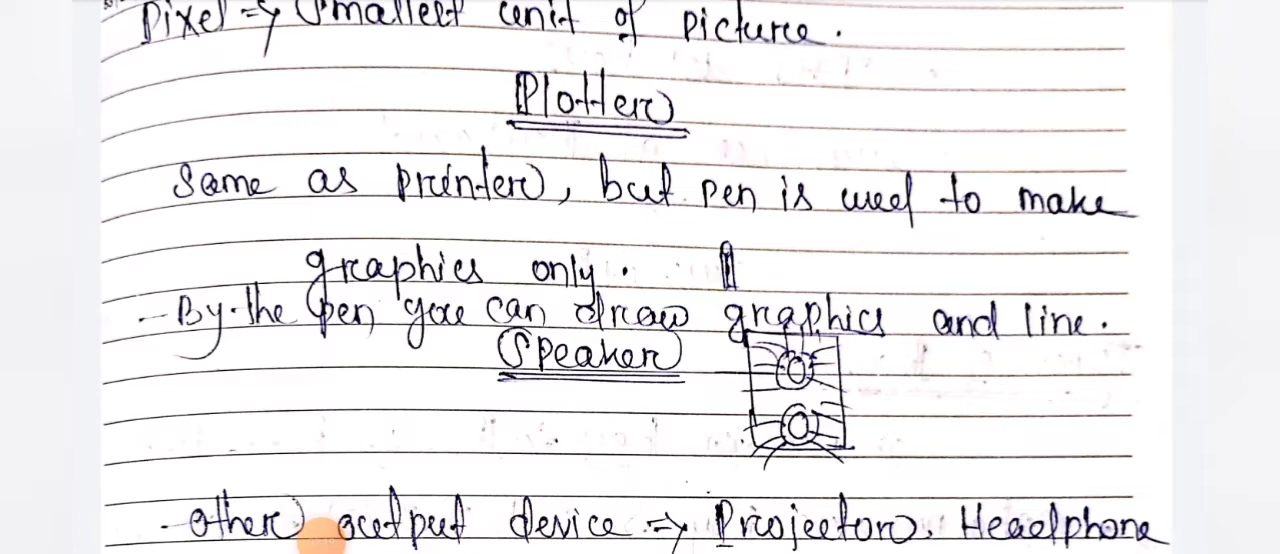 Pixel => Smallest unit of picture.
Plotter
Same as printer, but pen is used to make
graphics only.
- By the pen you can draw graphics and line.
Speaker
- other output device => Projector, Headphone